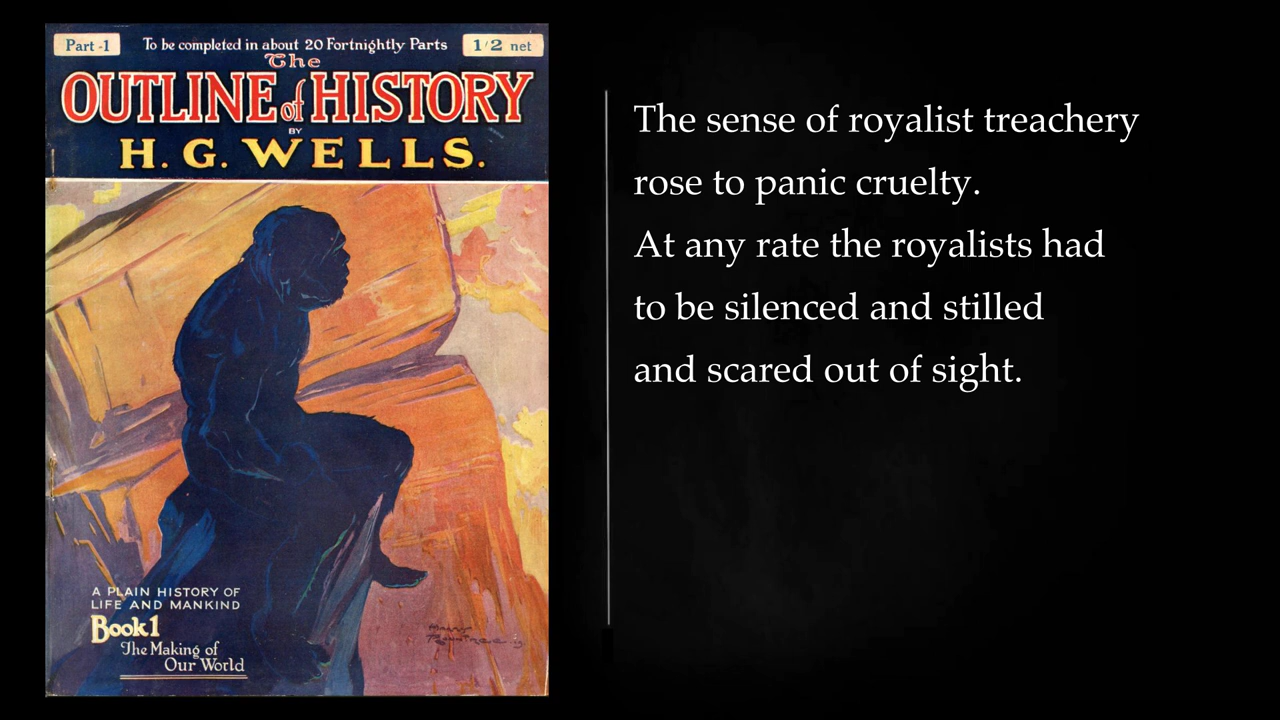 Part -1
To be completed in about 20 Fortnightly Parts
1/2 net
The
OUTLINE of HISTORY
BY
H. G. WELLS.
A PLAIN HISTORY OF
LIFE AND MANKIND
Book 1
The Making of
Our World
The sense of royalist treachery
rose to panic cruelty.
At any rate the royalists had
to be silenced and stilled
and scared out of sight.